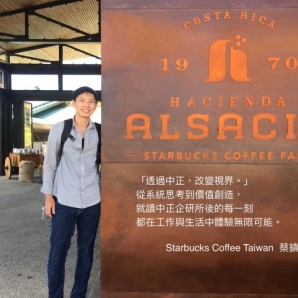 COSTA RICA
19 70
HACIENDA
ALSACIA
—STARBUCKS COFFEE FA
「透過中正，改變視界。」
從系統思考到價值創造，
就讀中正企研所後的每一刻
都在工作與生活中體驗無限可能。
Starbucks Coffee Taiwan 蔡鎮